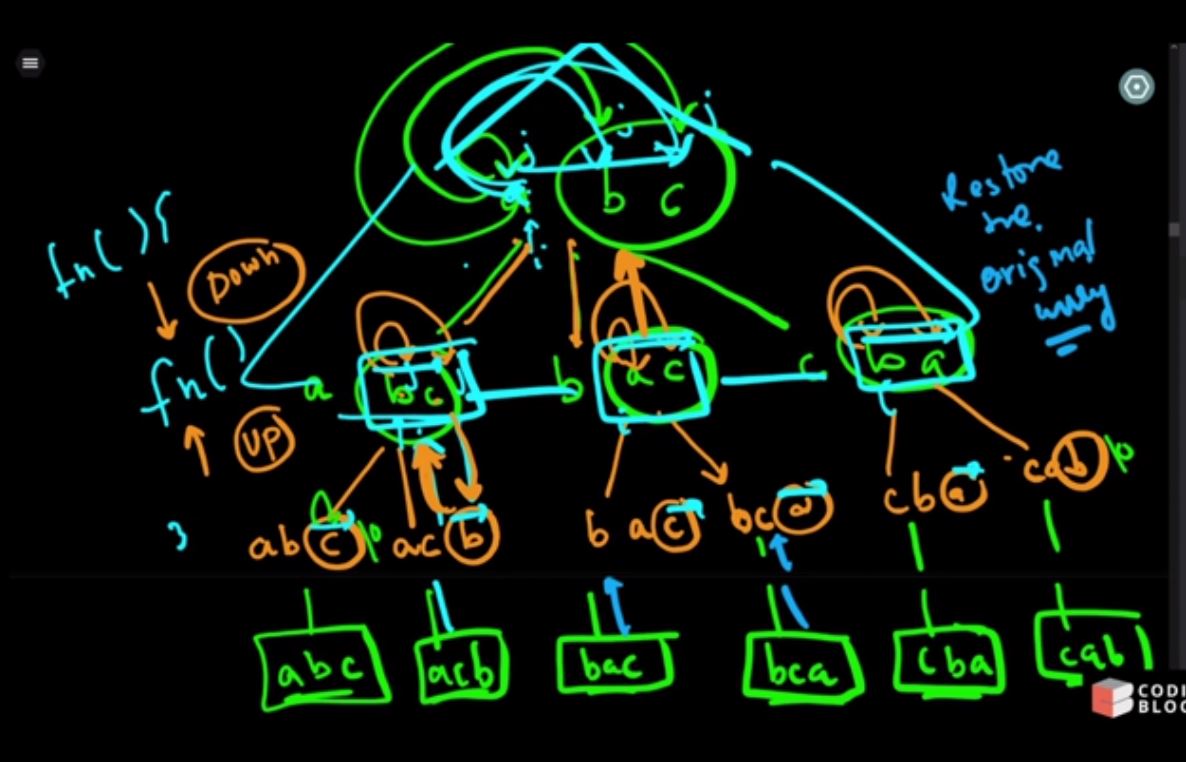 j j j
a b c
i
Restore
the.
original
array
fn(){
Down
fn()
a bc b ac c ba
UP
}
abc acb bac bca cba cab
abc acb bac bca cba cab
CODI
BLOC